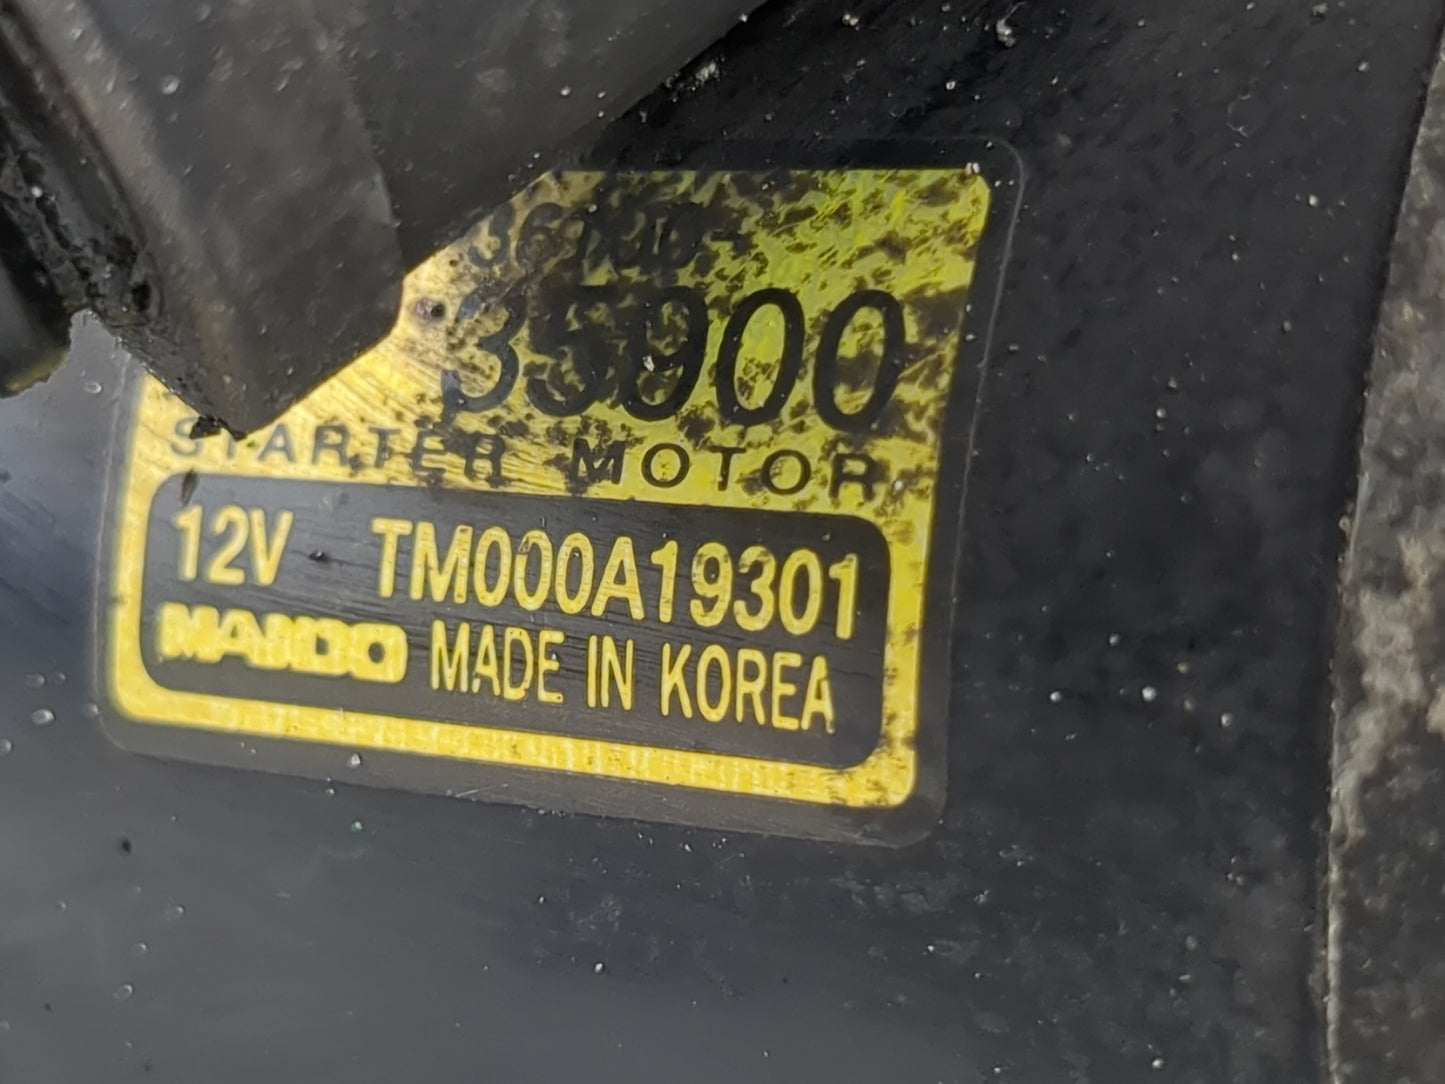 35900
STARTER MOTOR
12V TM000A19301
MANDO MADE IN KOREA